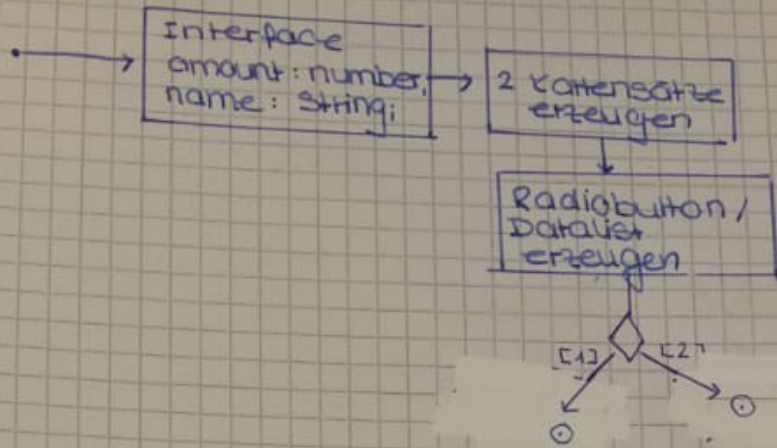 Interface
amount: number,
name: String;
2 Kartensätze
erzeugen
Radiobutton/
Datalist
erzeugen
[1]
[2]